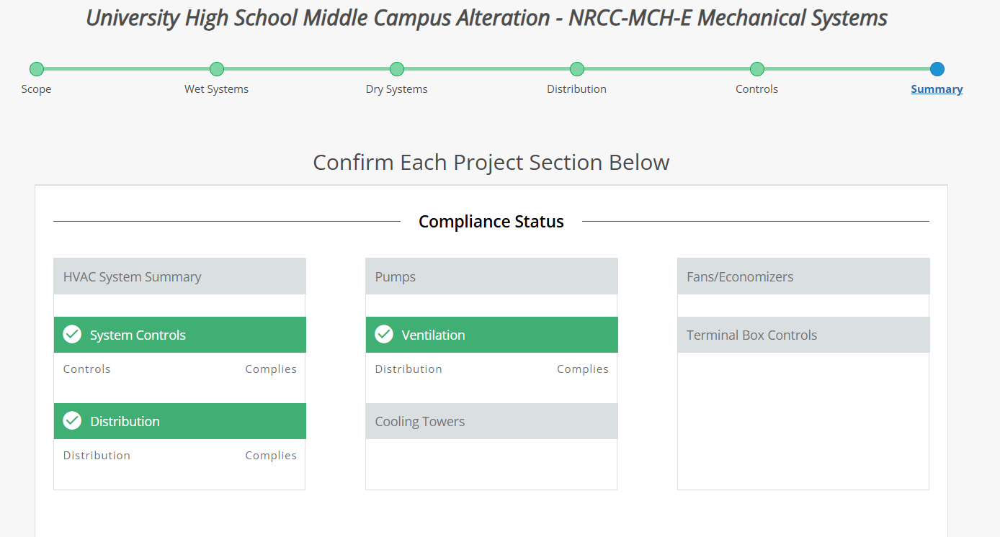 University High School Middle Campus Alteration - NRCC-MCH-E Mechanical Systems
Scope
Wet Systems
Dry Systems
Distribution
Controls
Summary
Confirm Each Project Section Below
Compliance Status
HVAC System Summary
Pumps
Fans/Economizers
System Controls
Ventilation
Terminal Box Controls
Controls Complies
Distribution Complies
Distribution
Cooling Towers
Distribution Complies